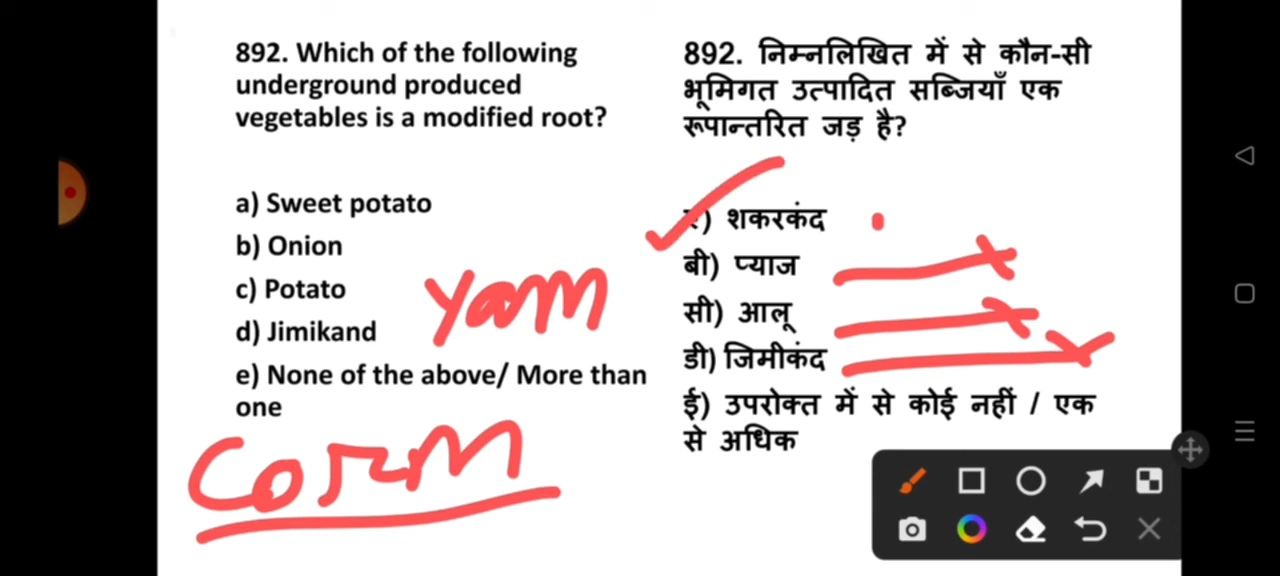 892. Which of the following
underground produced
vegetables is a modified root?
a) Sweet potato
b) Onion
c) Potato
d) Jimikand
e) None of the above/ More than
one
Yam
Corm
892. निम्नलिखित में से कौन-सी
भूमिगत उत्पादित सब्जियाँ एक
रूपान्तरित जड़ है?
ए) शकरकंद
बी) प्याज
सी) आलू
डी) जिमीकंद
ई) उपरोक्त में से कोई नहीं / एक
से अधिक